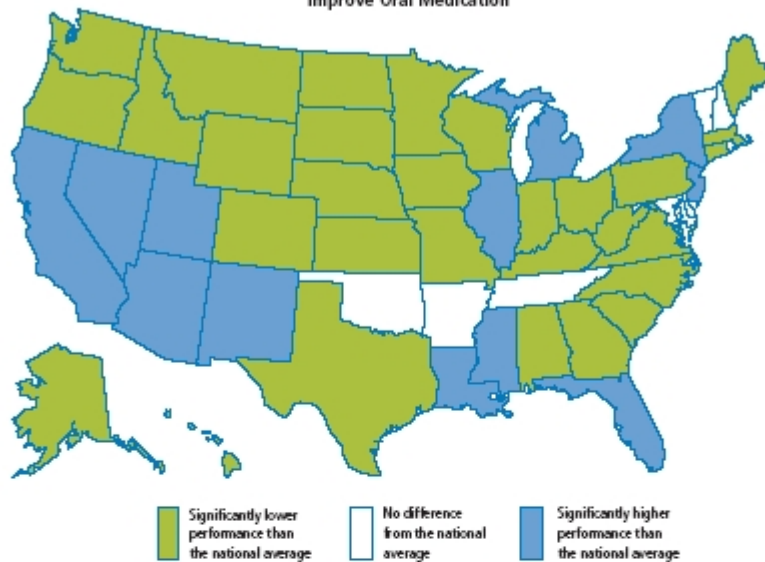 Improve Oral Medication
Significantly lower
performance than
the national average
No difference
from the national
average
Significantly higher
performance than
the national average